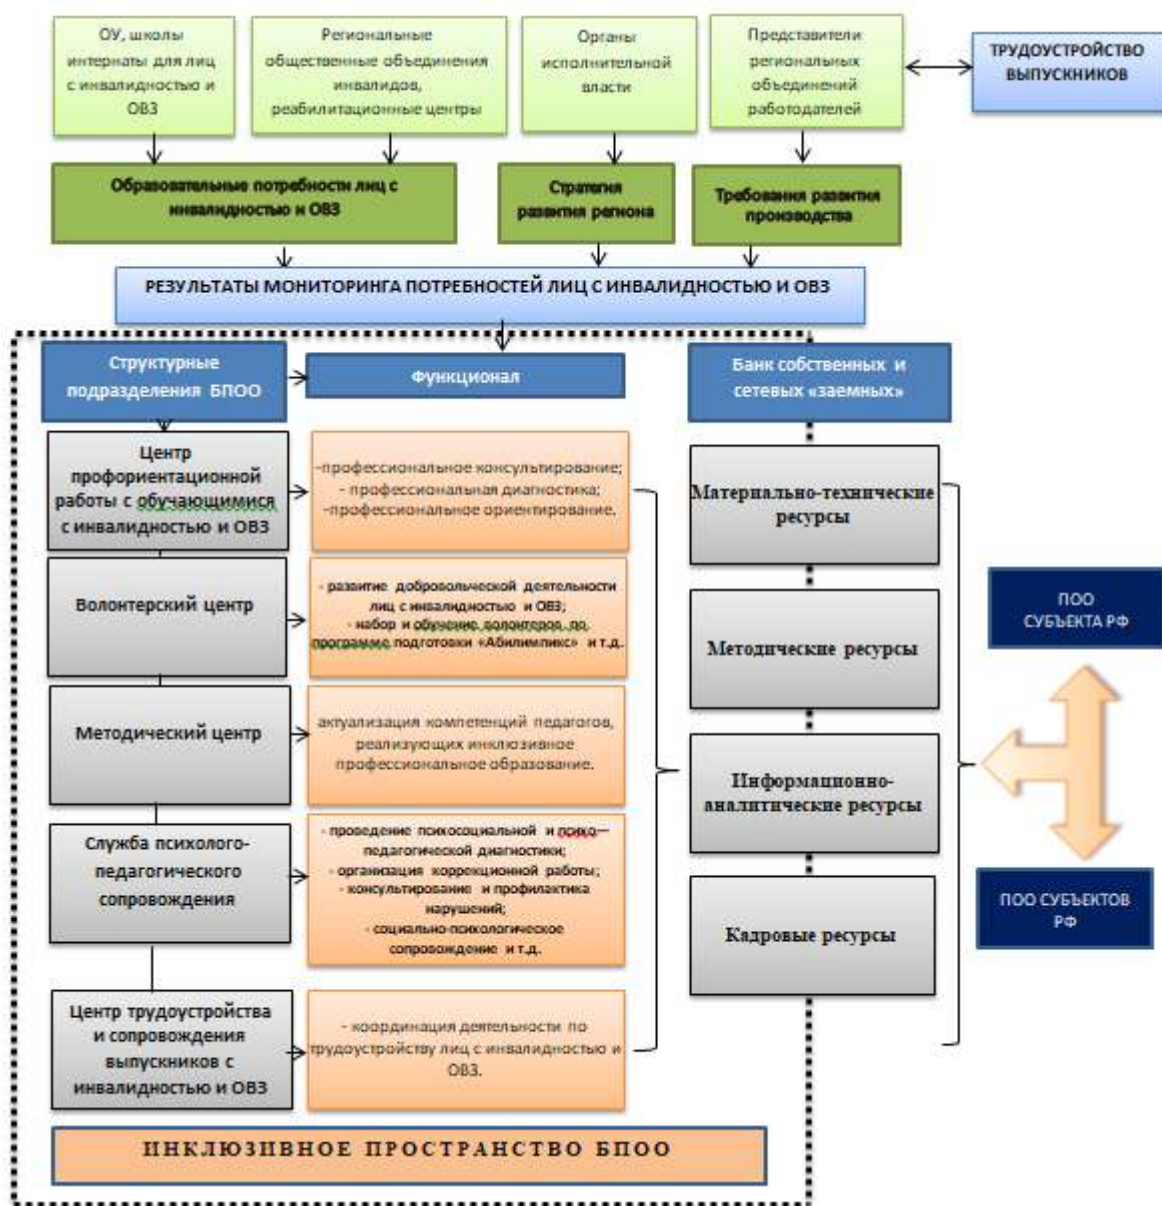 ОУ, школы
интернаты для лиц
с инвалидностью и
ОВЗ
Региональные
общественные объединения
инвалидов,
реабилитационные центры
Органы
исполнительной
власти
Представители
региональных
объединений
работодателей
ТРУДОУСТРОЙСТВО
ВЫПУСКНИКОВ
Образовательные потребности лиц с
инвалидностью и ОВЗ
Стратегия
развития региона
Требования развития
производства
РЕЗУЛЬТАТЫ МОНИТОРИНГА ПОТРЕБНОСТЕЙ ЛИЦ С ИНВАЛИДНОСТЬЮ И ОВЗ
Структурные
подразделения БПОО
Функционал
Банк собственных и
сетевых «заемных»
Центр
профориентационной
работы с обучающимися
с инвалидностью и ОВЗ
-профессиональное консультирование;
- профессиональная диагностика;
-профессиональное ориентирование.
Материально-технические
ресурсы
Волонтерский центр
- развитие добровольческой деятельности
лиц с инвалидностью и ОВЗ;
- набор и обучение волонтеров по
программе подготовки «Абилимпикс» и т.д.
Методические ресурсы
ПОО
СУБЪЕКТА РФ
Методический центр
актуализация компетенций педагогов,
реализующих инклюзивное
профессиональное образование.
Информационно-
аналитические ресурсы
Служба психолого-
педагогического
сопровождения
- проведение психосоциальной и психо—
педагогической диагностики;
- организация коррекционной работы;
- консультирование и профилактика
нарушений;
- социально-психологическое
сопровождение и т.д.
Кадровые ресурсы
ПОО СУБЪЕКТОВ
РФ
Центр трудоустройства
и сопровождения
выпускников с
инвалидностью и ОВЗ
- координация деятельности по
трудоустройству лиц с инвалидностью и
ОВЗ.
ИНКЛЮЗИВНОЕ ПРОСТРАНСТВО БПОО